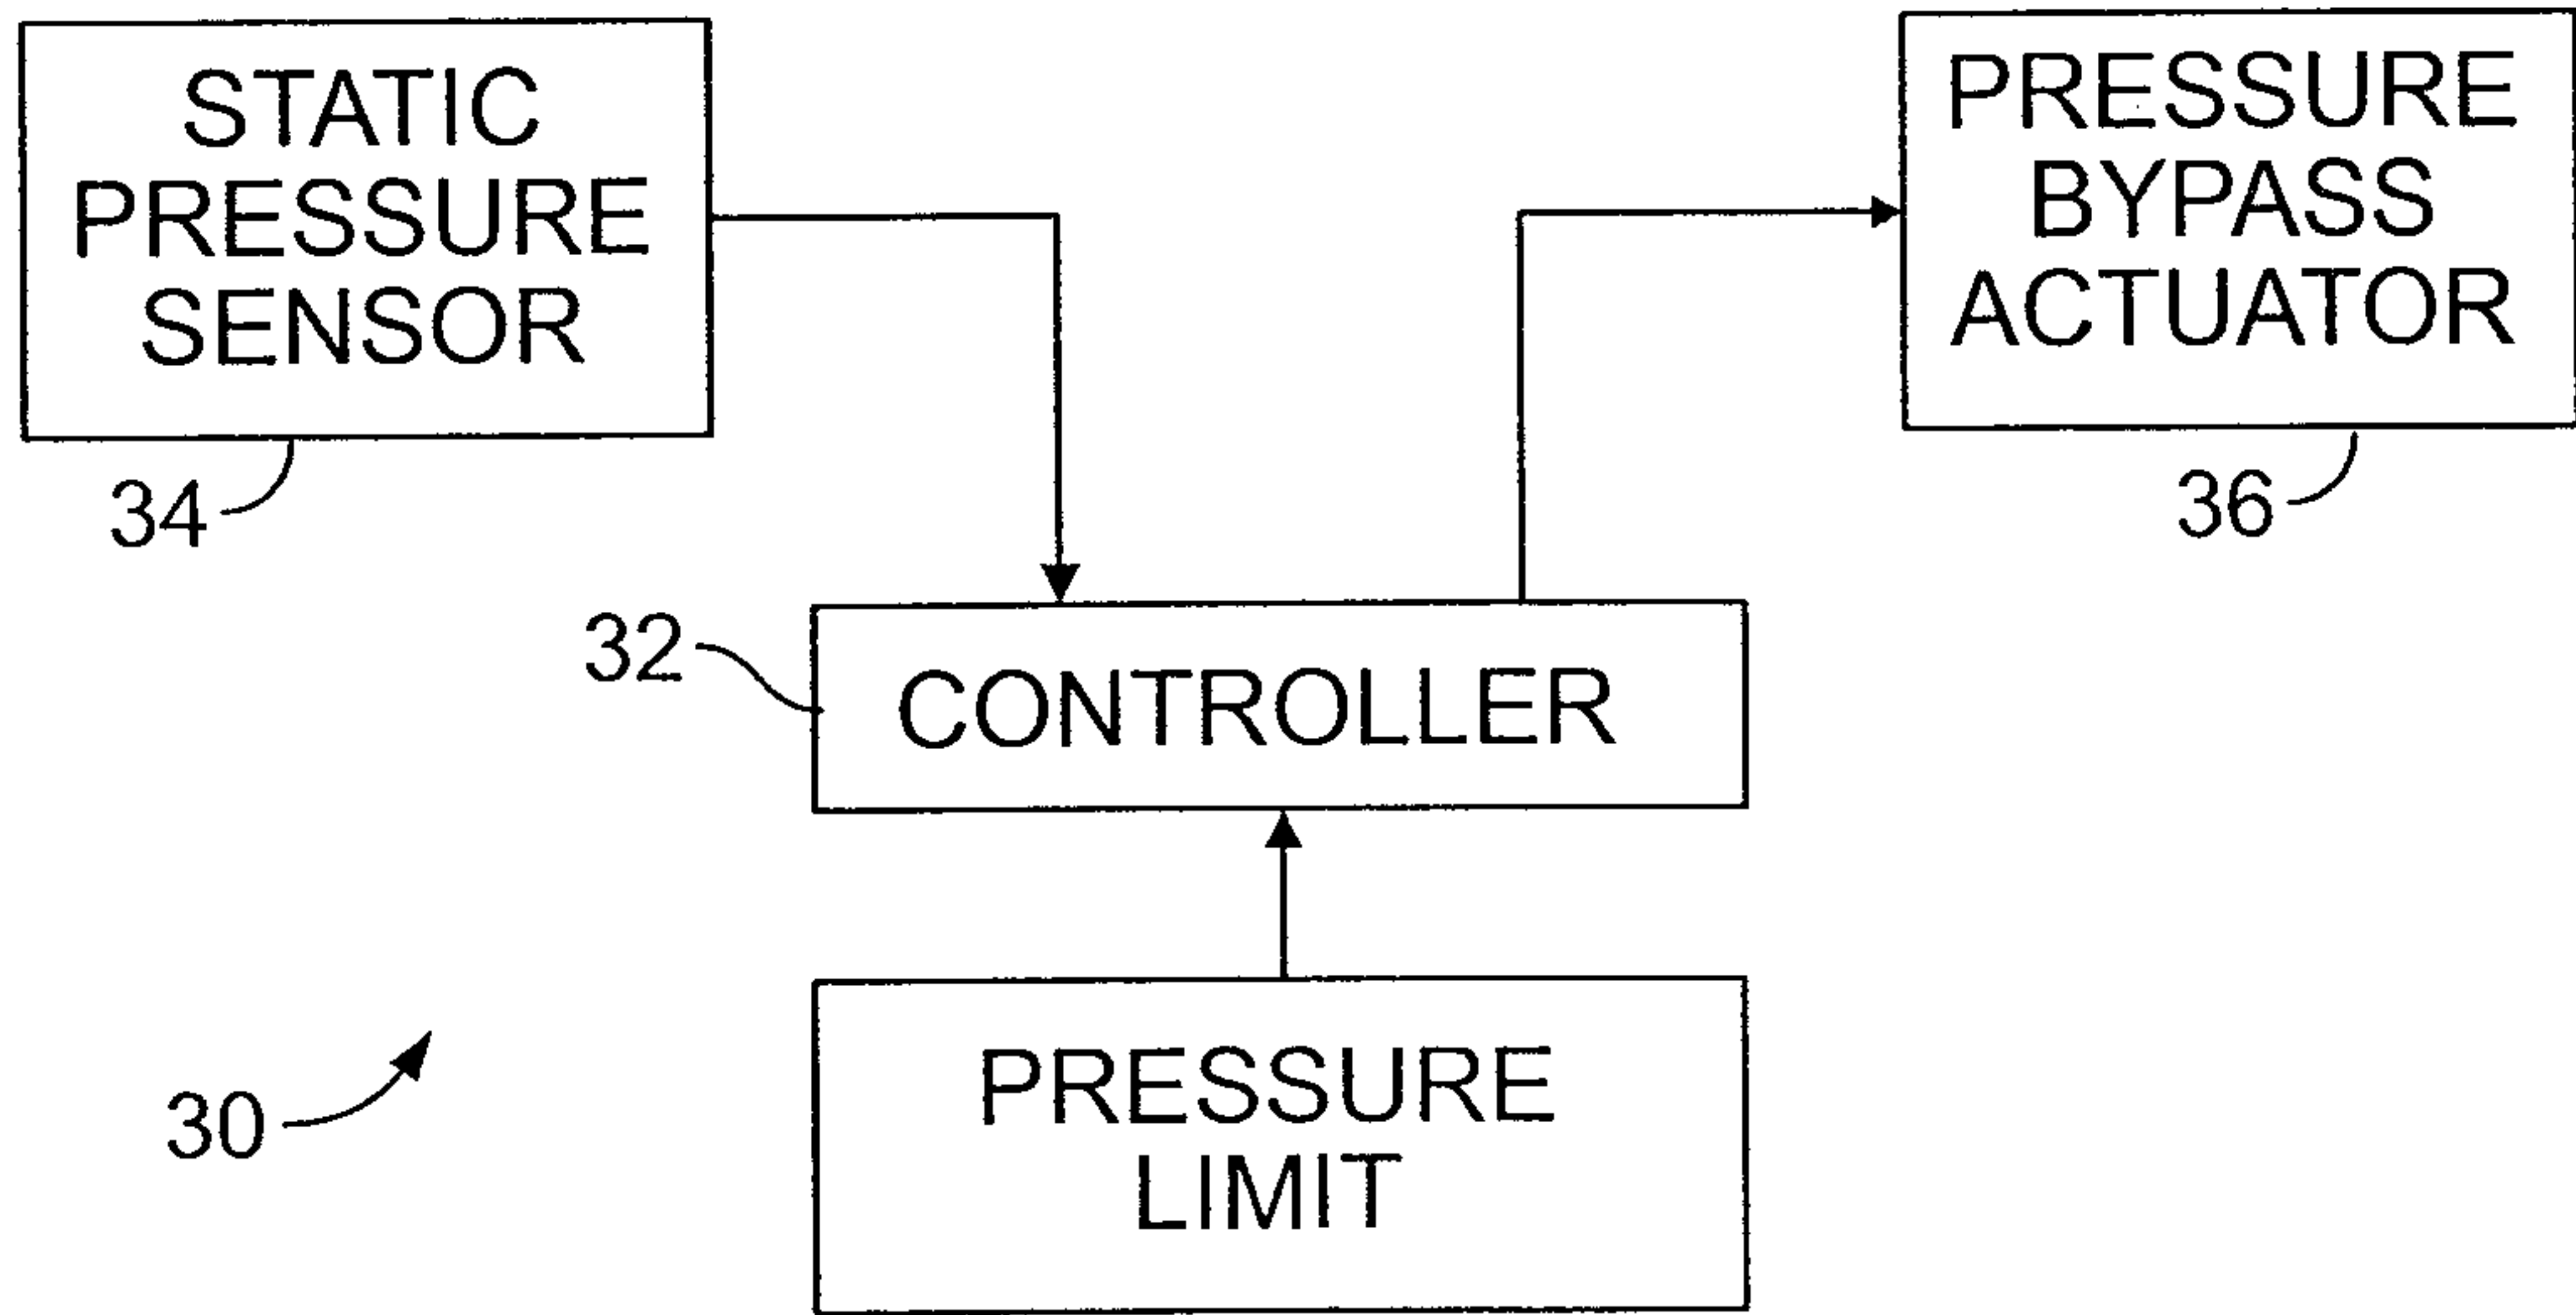 STATIC
PRESSURE
SENSOR
34
PRESSURE
BYPASS
ACTUATOR
36
32
CONTROLLER
PRESSURE
LIMIT
30